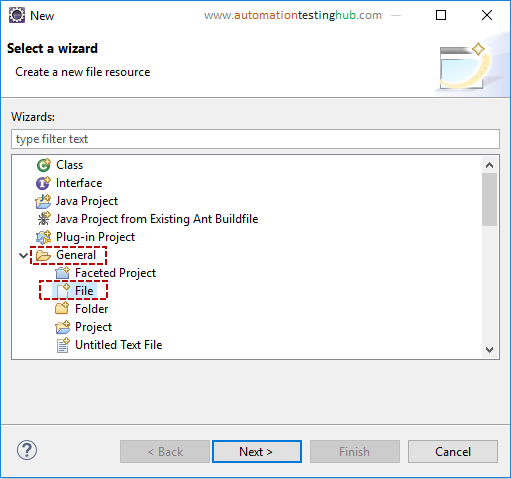 New
www.automationtestinghub.com
Select a wizard
Create a new file resource
Wizards:
type filter text
Class
Interface
Java Project
Java Project from Existing Ant Buildfile
Plug-in Project
General
Faceted Project
File
Folder
Project
Untitled Text File
?
< Back
Next >
Finish
Cancel